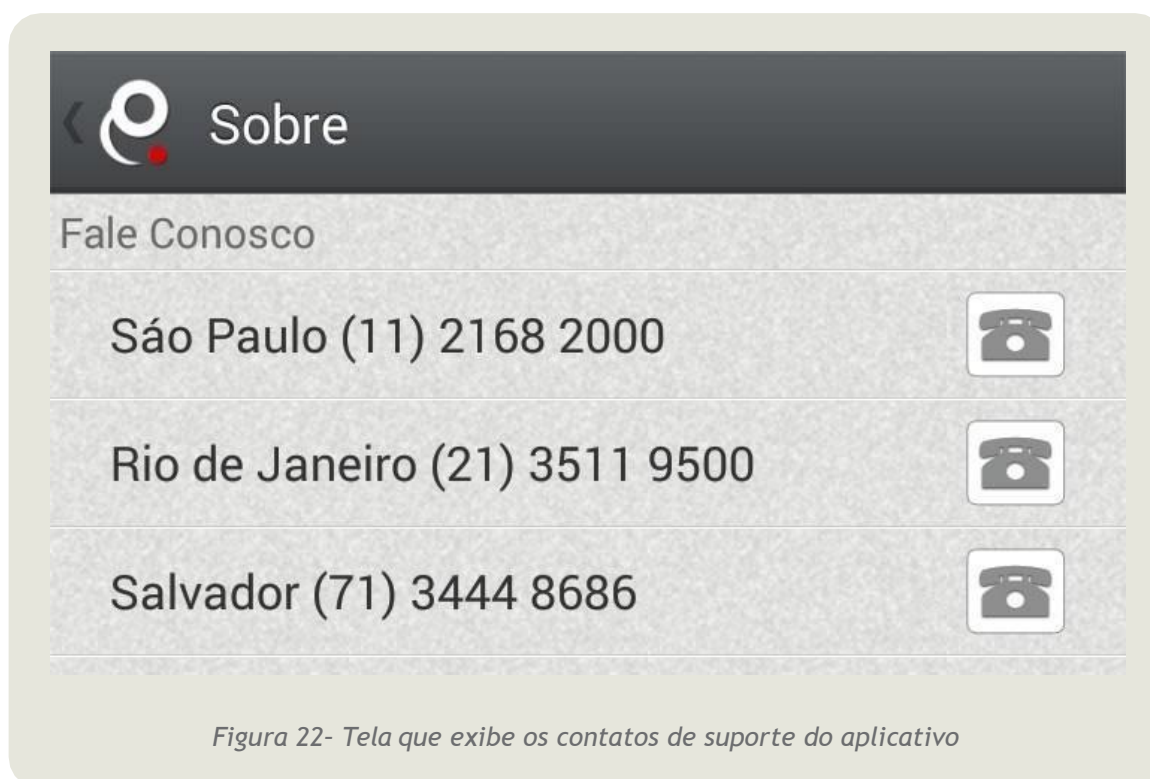 Sobre
Fale Conosco
Sáo Paulo (11) 2168 2000
Rio de Janeiro (21) 3511 9500
Salvador (71) 3444 8686
Figura 22– Tela que exibe os contatos de suporte do aplicativo